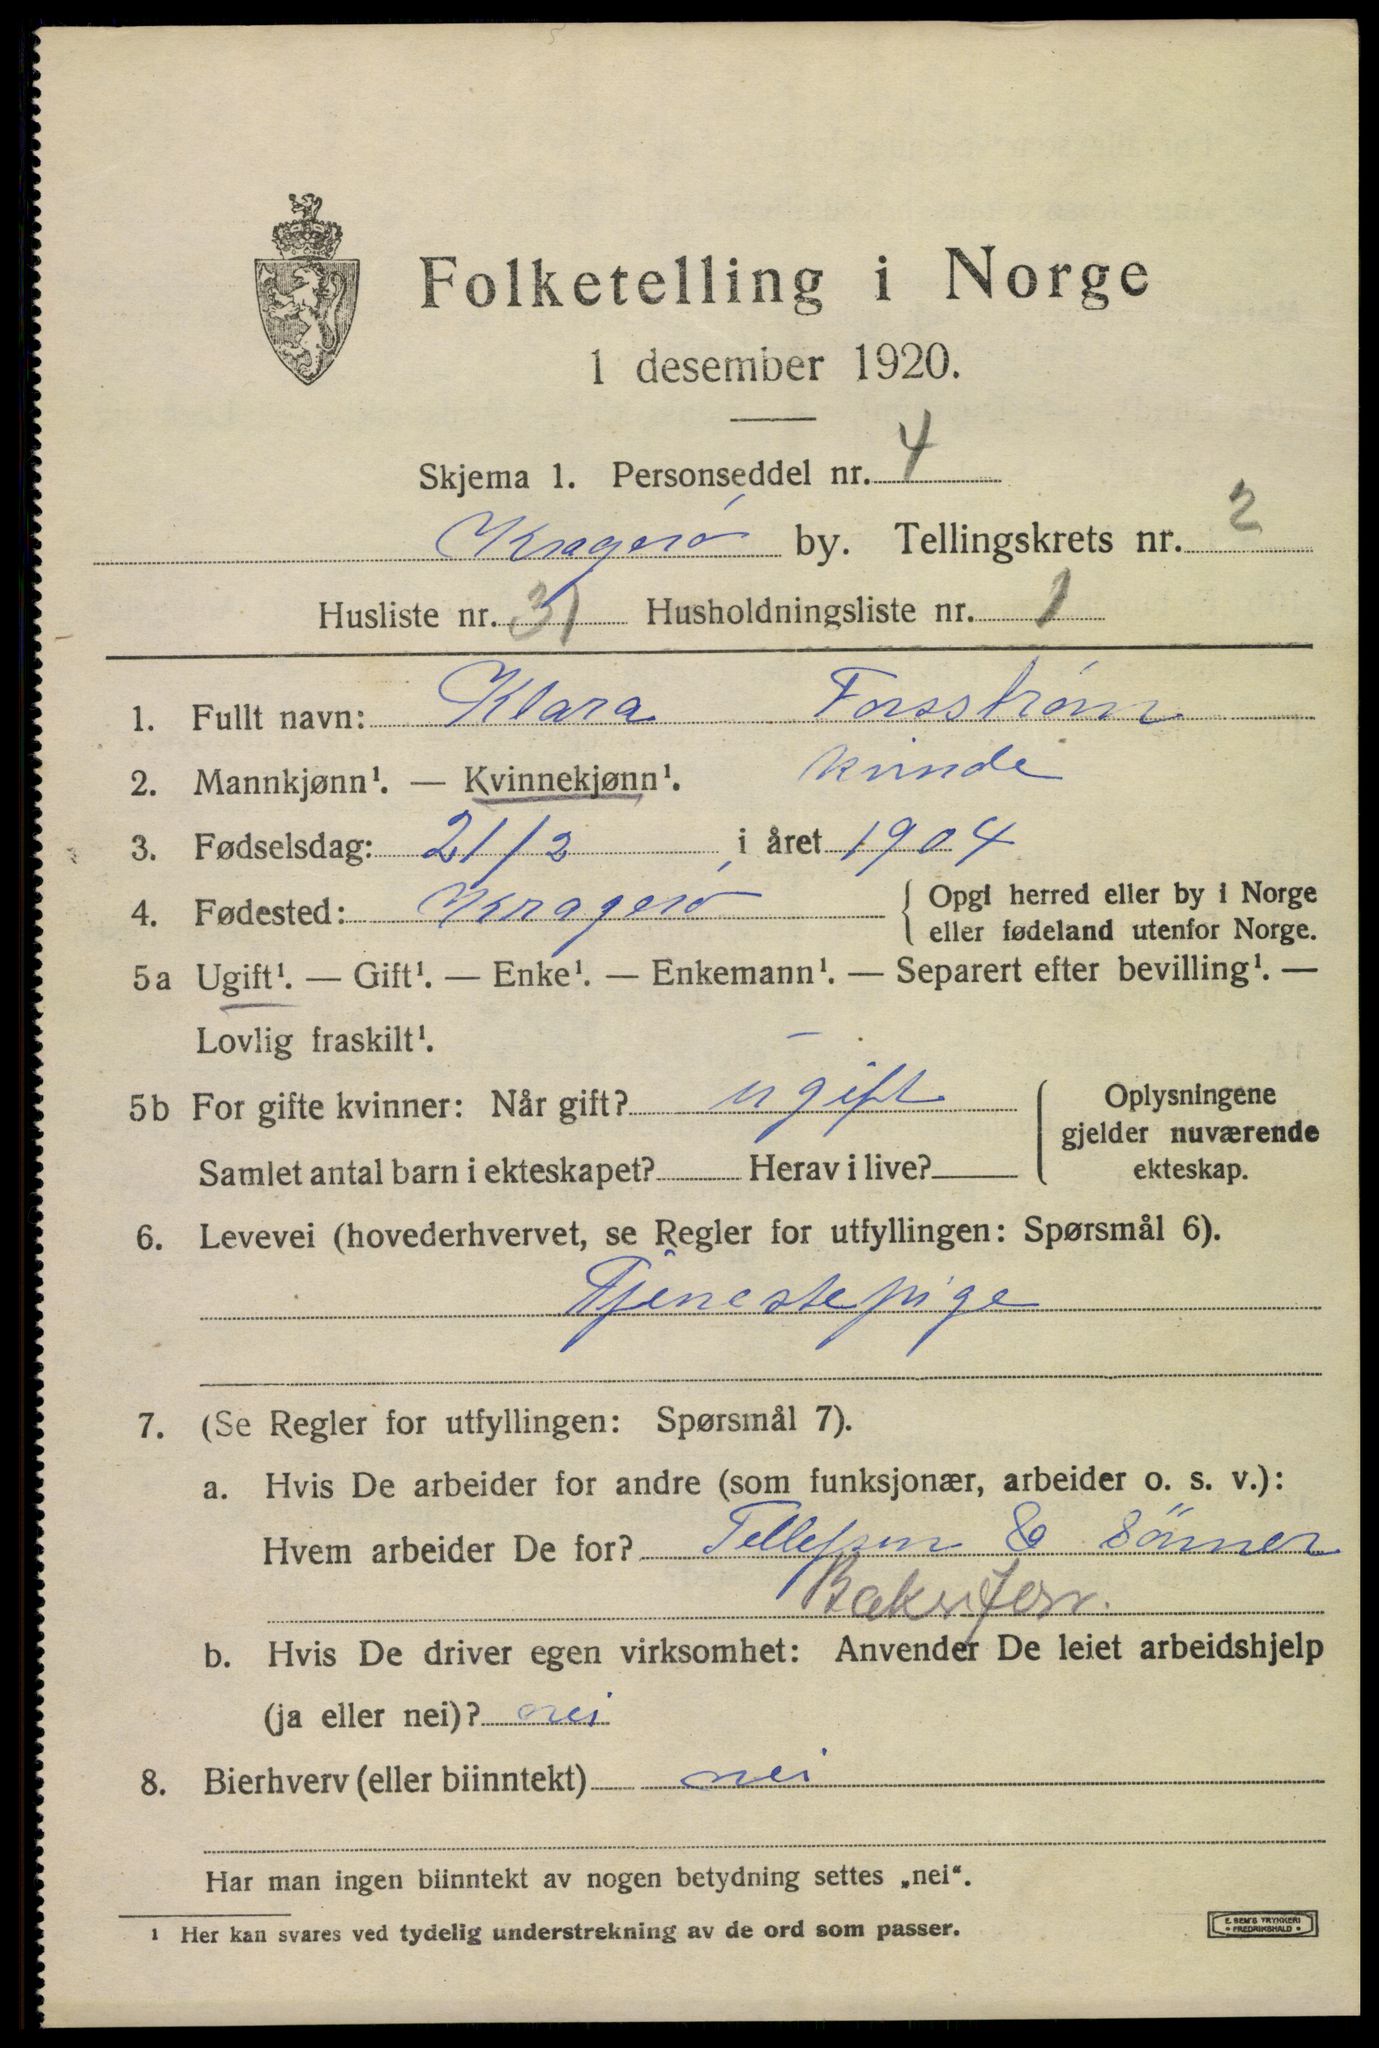 Folketelling i Norge
1 desember 1920.
Skjema 1. Personseddel nr. 4
Kragerø by. Tellingskrets nr. 2
Husliste nr. 31 Husholdningsliste nr. 1
1. Fullt navn: Klara Forsstrøm
2. Mannkjønn¹. — Kvinnekjønn¹. kvinde
3. Fødselsdag: 21/2 i året 1904
4. Fødested: Kragerø { Opgi herred eller by i Norge
eller fødeland utenfor Norge.
5a Ugift¹. — Gift¹. — Enke¹. — Enkemann¹. — Separert efter bevilling¹. —
Lovlig fraskilt¹.
5b For gifte kvinner: Når gift? ugift
Samlet antal barn i ekteskapet? Herav i live?
Oplysningene
gjelder nuværende
ekteskap.
6. Levevei (hovederhvervet, se Regler for utfyllingen: Spørsmål 6).
Tjenestepige
7. (Se Regler for utfyllingen: Spørsmål 7).
a. Hvis De arbeider for andre (som funksjonær, arbeider o. s. v.):
Hvem arbeider De for? Tellefsen & Sönner
Bakeriforr.
b. Hvis De driver egen virksomhet: Anvender De leiet arbeidshjelp
(ja eller nei)? nei
8. Bierhverv (eller biinntekt) nei
Har man ingen biinntekt av nogen betydning settes „nei“.
¹ Her kan svares ved tydelig understrekning av de ord som passer.
E. SEM'S TRYKKERI
FREDRIKSHALD